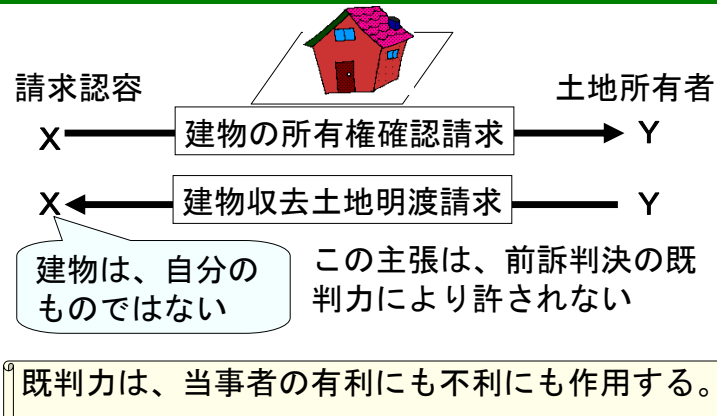 請求認容
土地所有者
X 建物の所有権確認請求 Y
X 建物収去土地明渡請求 Y
建物は、自分の
ものではない
この主張は、前訴判決の既
判力により許されない
既判力は、当事者の有利にも不利にも作用する。